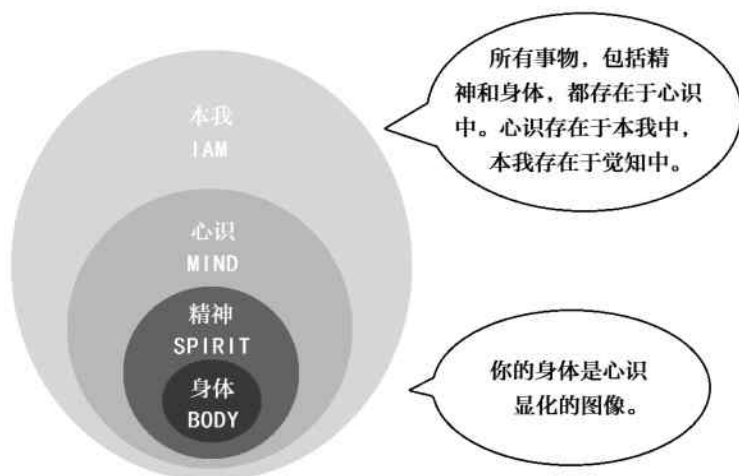 本我
I AM
心识
MIND
精神
SPIRIT
身体
BODY
所有事物，包括精
神和身体，都存在于心识
中。心识存在于本我中，
本我存在于觉知中。
你的身体是心识
显化的图像。